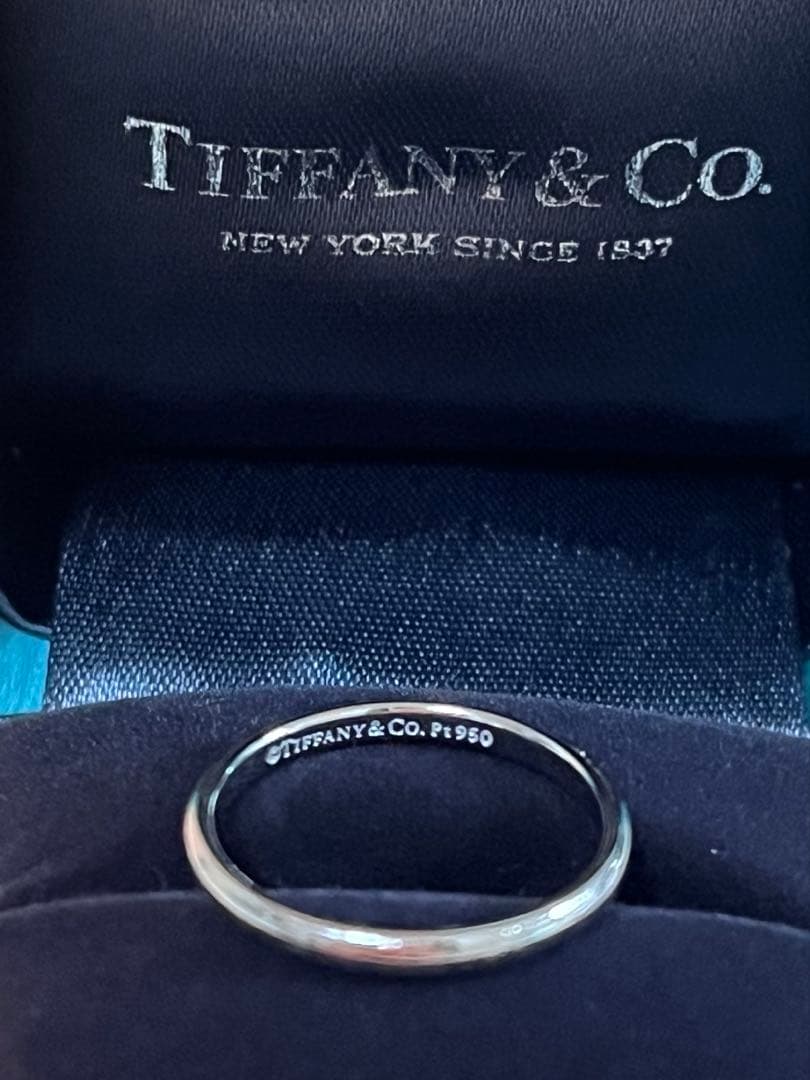 TIFFANY & CO.
NEW YORK SINCE 1837
©TIFFANY&CO. Pt950